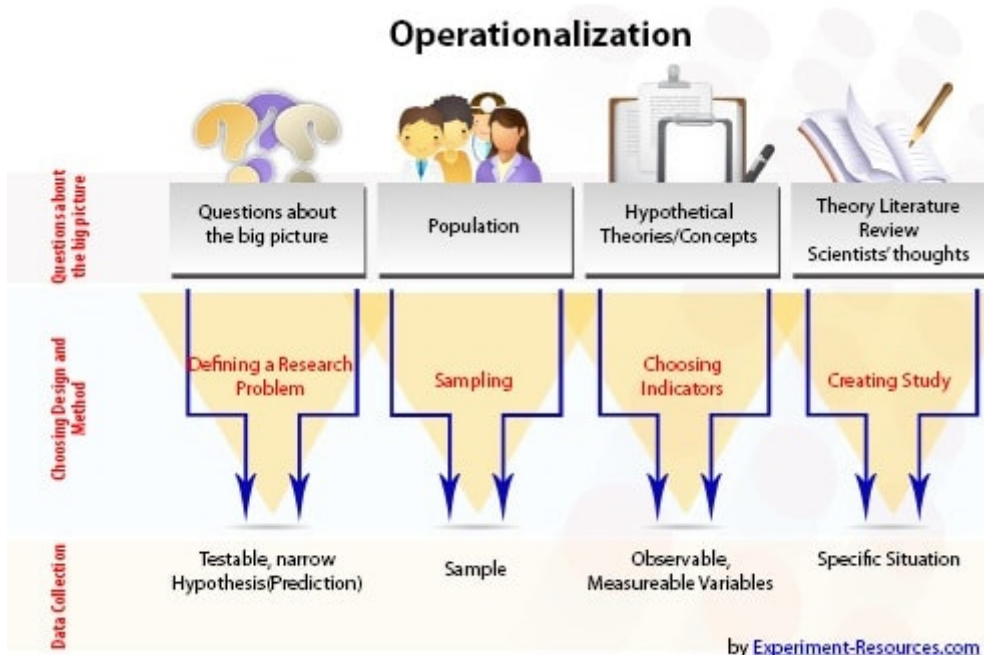 Operationalization
Questions about
the big picture
Questions about
the big picture
Population
Hypothetical
Theories/Concepts
Theory Literature
Review
Scientists' thoughts
Choosing Design and
Method
Defining a Research
Problem
Sampling
Choosing
Indicators
Creating Study
Data Collection
Testable, narrow
Hypothesis(Prediction)
Sample
Observable,
Measureable Variables
Specific Situation
by Experiment-Resources.com